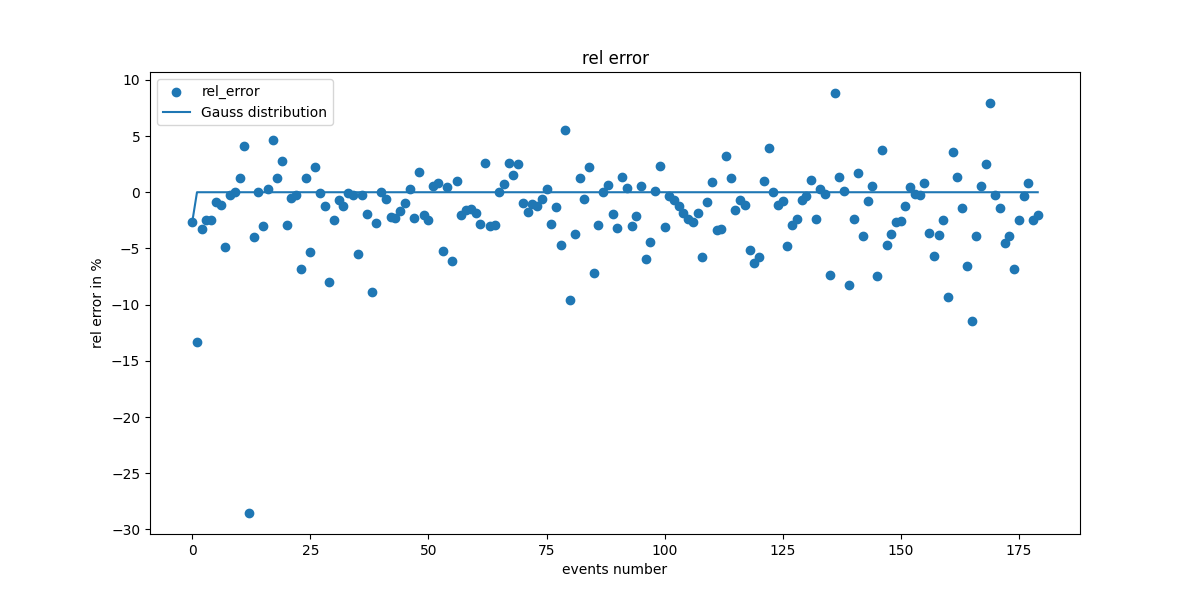 rel error
rel_error
Gauss distribution
10
5
0
−5
−10
−15
−20
−25
−30
rel error in %
0 25 50 75 100 125 150 175
events number